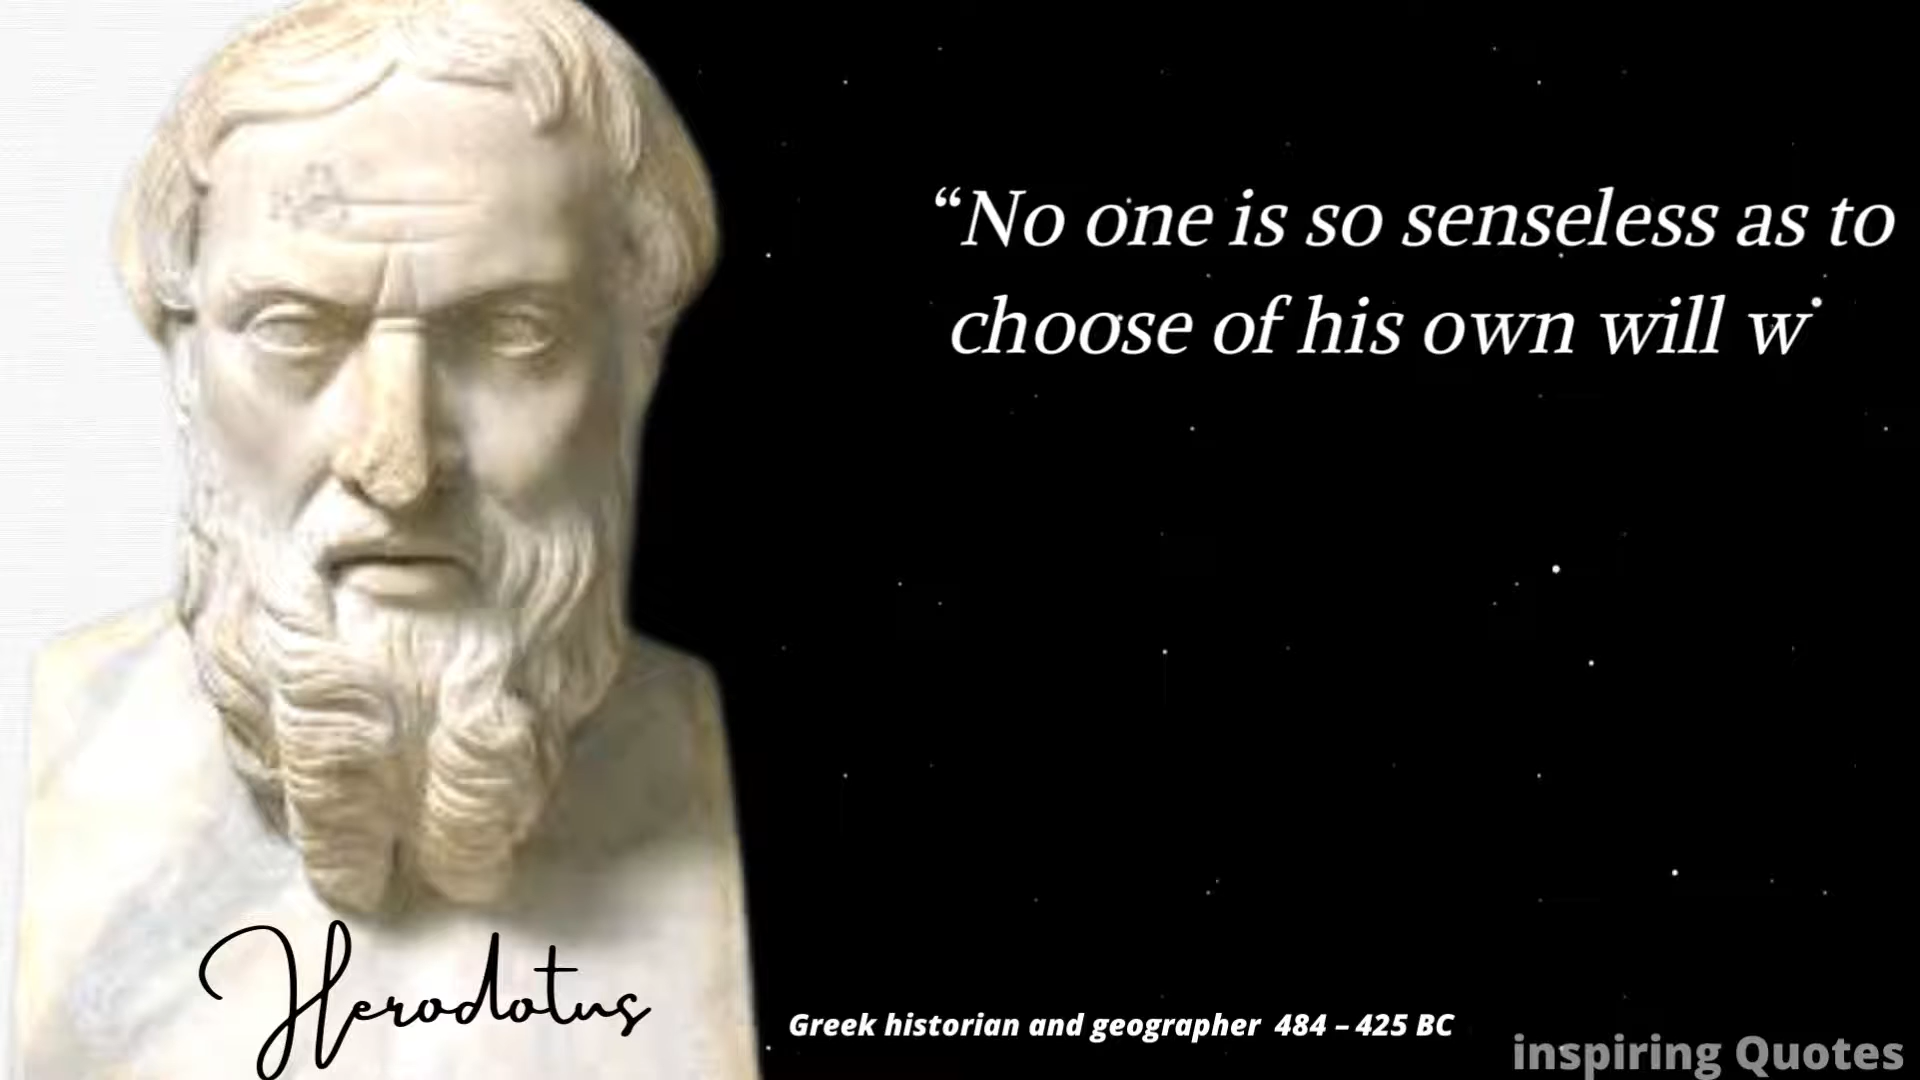 “No one is so senseless as to
choose of his own will w
Herodotus
Greek historian and geographer 484 – 425 BC
inspiring Quotes